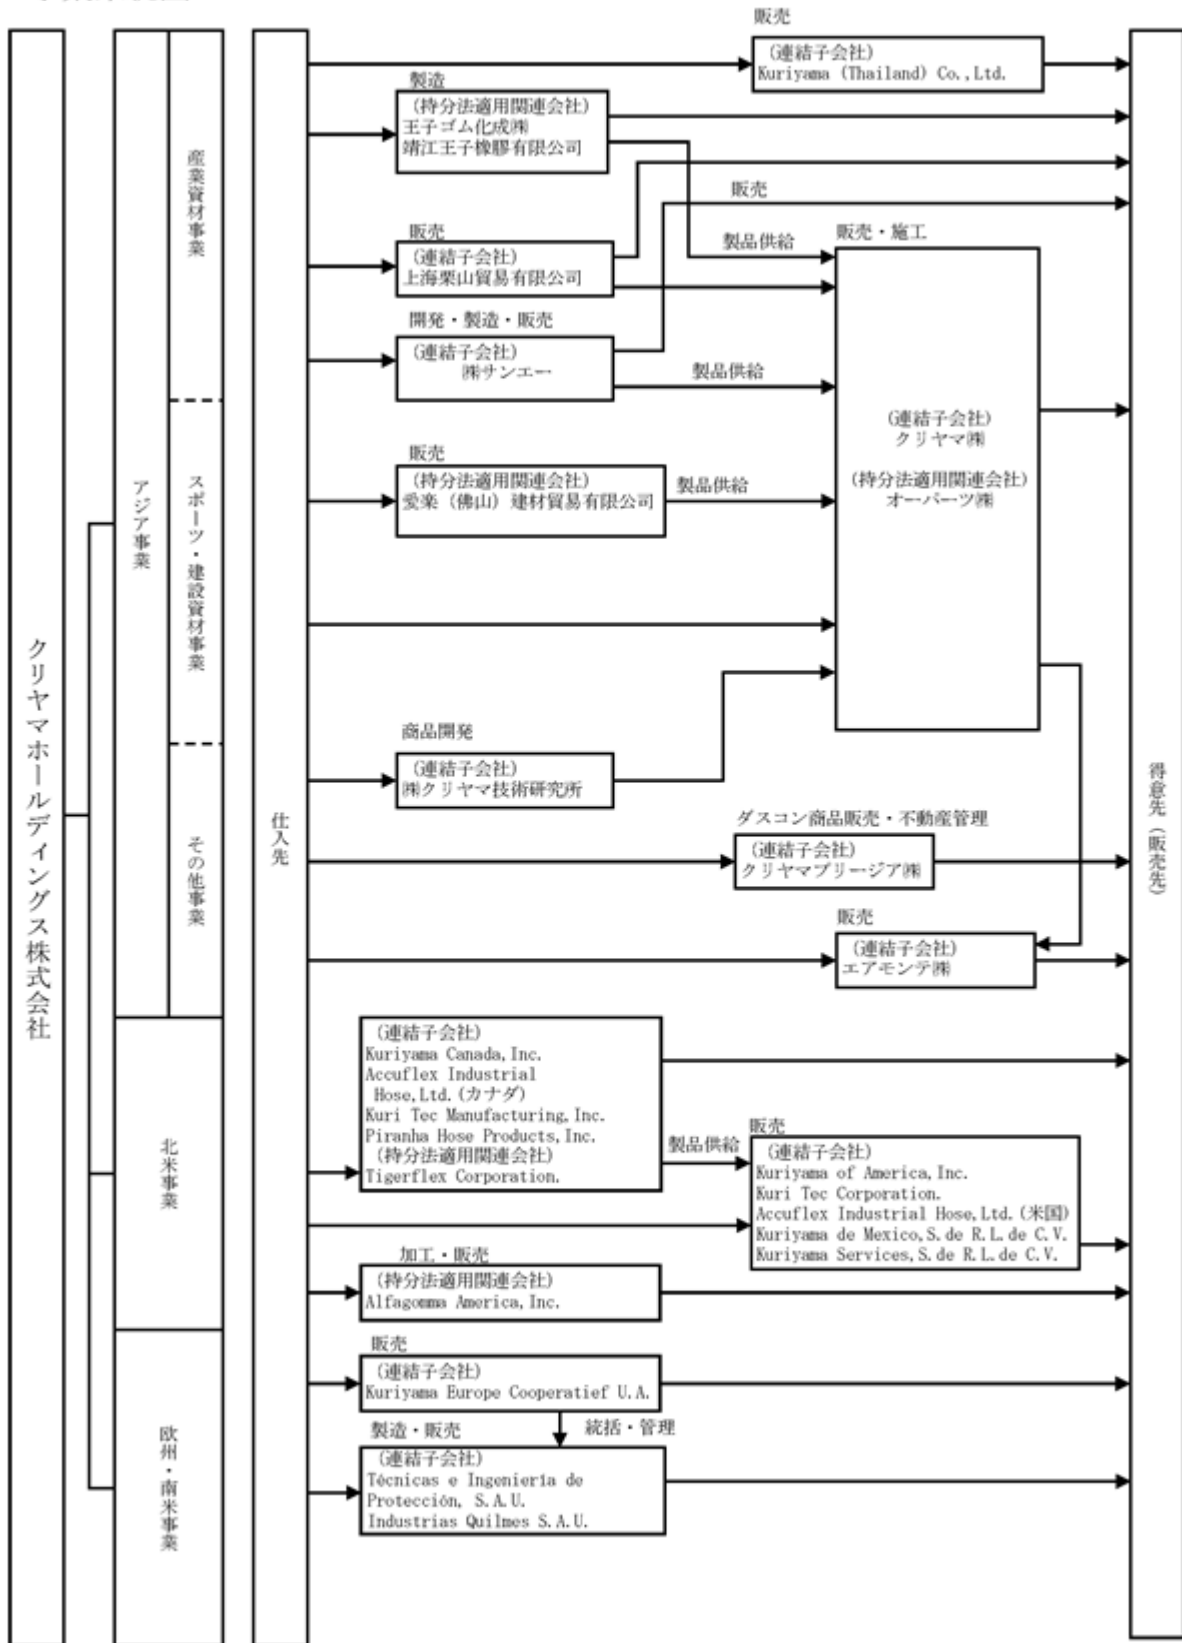 クリヤマホールディングス株式会社
アジア事業
産業資材事業
スポーツ・建設資材事業
その他事業
北米事業
欧州・南米事業
仕入先
販売
(連結子会社)
Kuriyama (Thailand) Co.,Ltd.
製造
(持分法適用関連会社)
王子ゴム化成㈱
靖江王子橡膠有限公司
販売
製品供給
販売・施工
販売
(連結子会社)
上海栗山貿易有限公司
開発・製造・販売
(連結子会社)
㈱サンエー
製品供給
(連結子会社)
クリヤマ㈱
(持分法適用関連会社)
オーパーツ㈱
販売
(持分法適用関連会社)
愛楽（佛山）建材貿易有限公司
製品供給
商品開発
(連結子会社)
㈱クリヤマ技術研究所
ダスコン商品販売・不動産管理
(連結子会社)
クリヤマプリージア㈱
販売
(連結子会社)
エアモンテ㈱
(連結子会社)
Kuriyama Canada,Inc.
Accuflex Industrial
Hose,Ltd.(カナダ)
Kuri Tec Manufacturing,Inc.
Piranha Hose Products,Inc.
(持分法適用関連会社)
Tigerflex Corporation.
製品供給
販売
(連結子会社)
Kuriyama of America,Inc.
Kuri Tec Corporation.
Accuflex Industrial Hose,Ltd.(米国)
Kuriyama de Mexico,S.de R.L.de C.V.
Kuriyama Services,S.de R.L.de C.V.
加工・販売
(持分法適用関連会社)
Alfagomma America,Inc.
販売
(連結子会社)
Kuriyama Europe Cooperatief U.A.
製造・販売
統括・管理
(連結子会社)
Técnicas e Ingeniería de
Protección, S.A.U.
Industrias Quilmes S.A.U.
得意先（販売先）